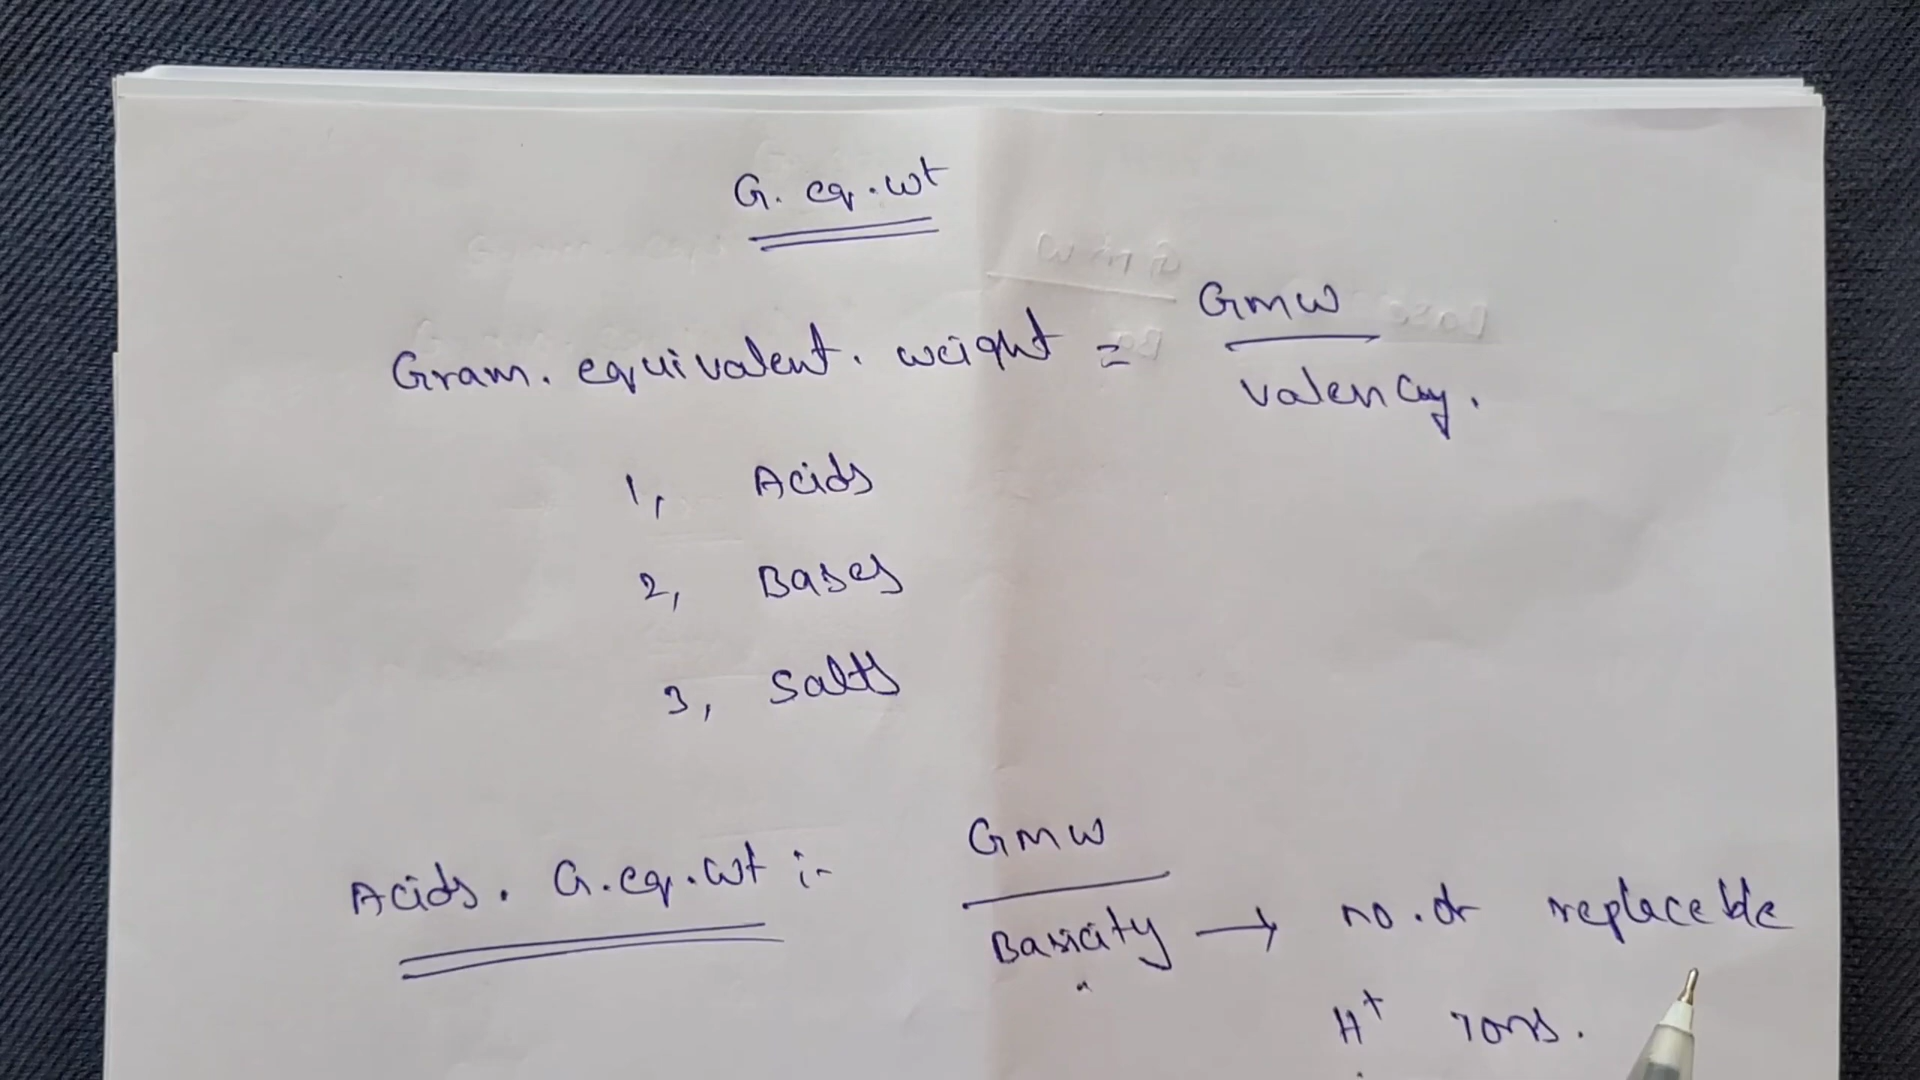 G. eq. wt
Gram. equivalent. weight = GMW
valency.
1, Acids
2, Bases
3, Salts
Acids. G.eq.wt :- GMW
Basicity → no. of replaceble
H+ ions.